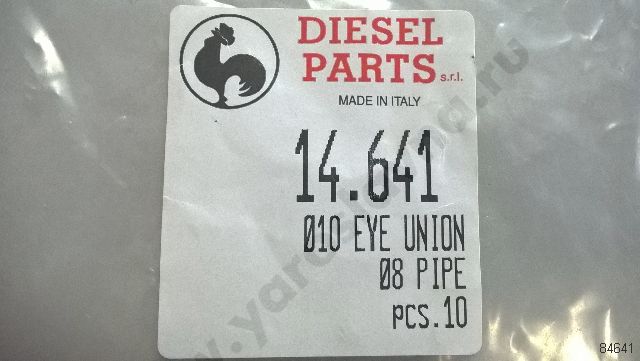 DIESEL
PARTS s.r.l.
MADE IN ITALY
14.641
Ø10 EYE UNION
Ø8 PIPE
pcs.10
84641